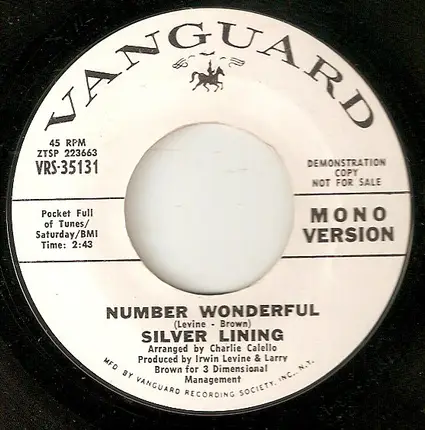 VANGUARD
45 RPM
ZTSP 223663
VRS-35131
DEMONSTRATION
COPY
NOT FOR SALE
Pocket Full
of Tunes/
Saturday/BMI
Time: 2:43
MONO
VERSION
NUMBER WONDERFUL
(Levine - Brown)
SILVER LINING
Arranged by Charlie Calello
Produced by Irwin Levine & Larry
Brown for 3 Dimensional
Management
MFD BY VANGUARD RECORDING SOCIETY, INC., N.Y.